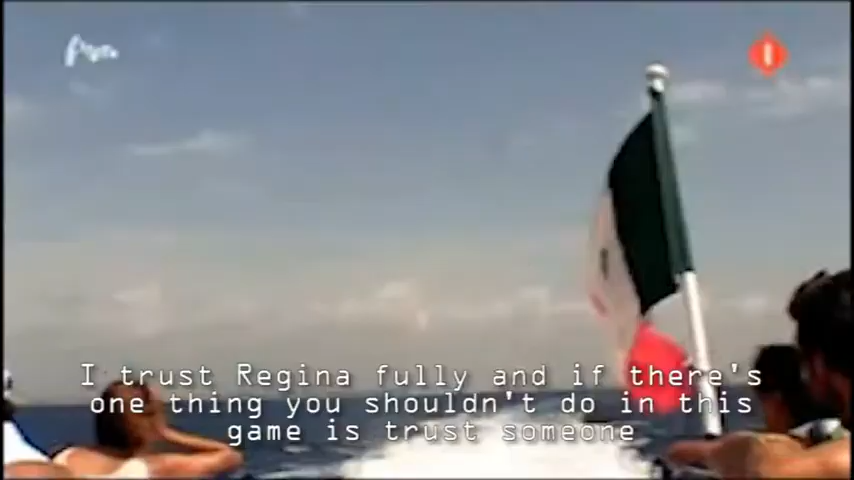 I trust Regina fully and if there's
one thing you shouldn't do in this
game is trust someone